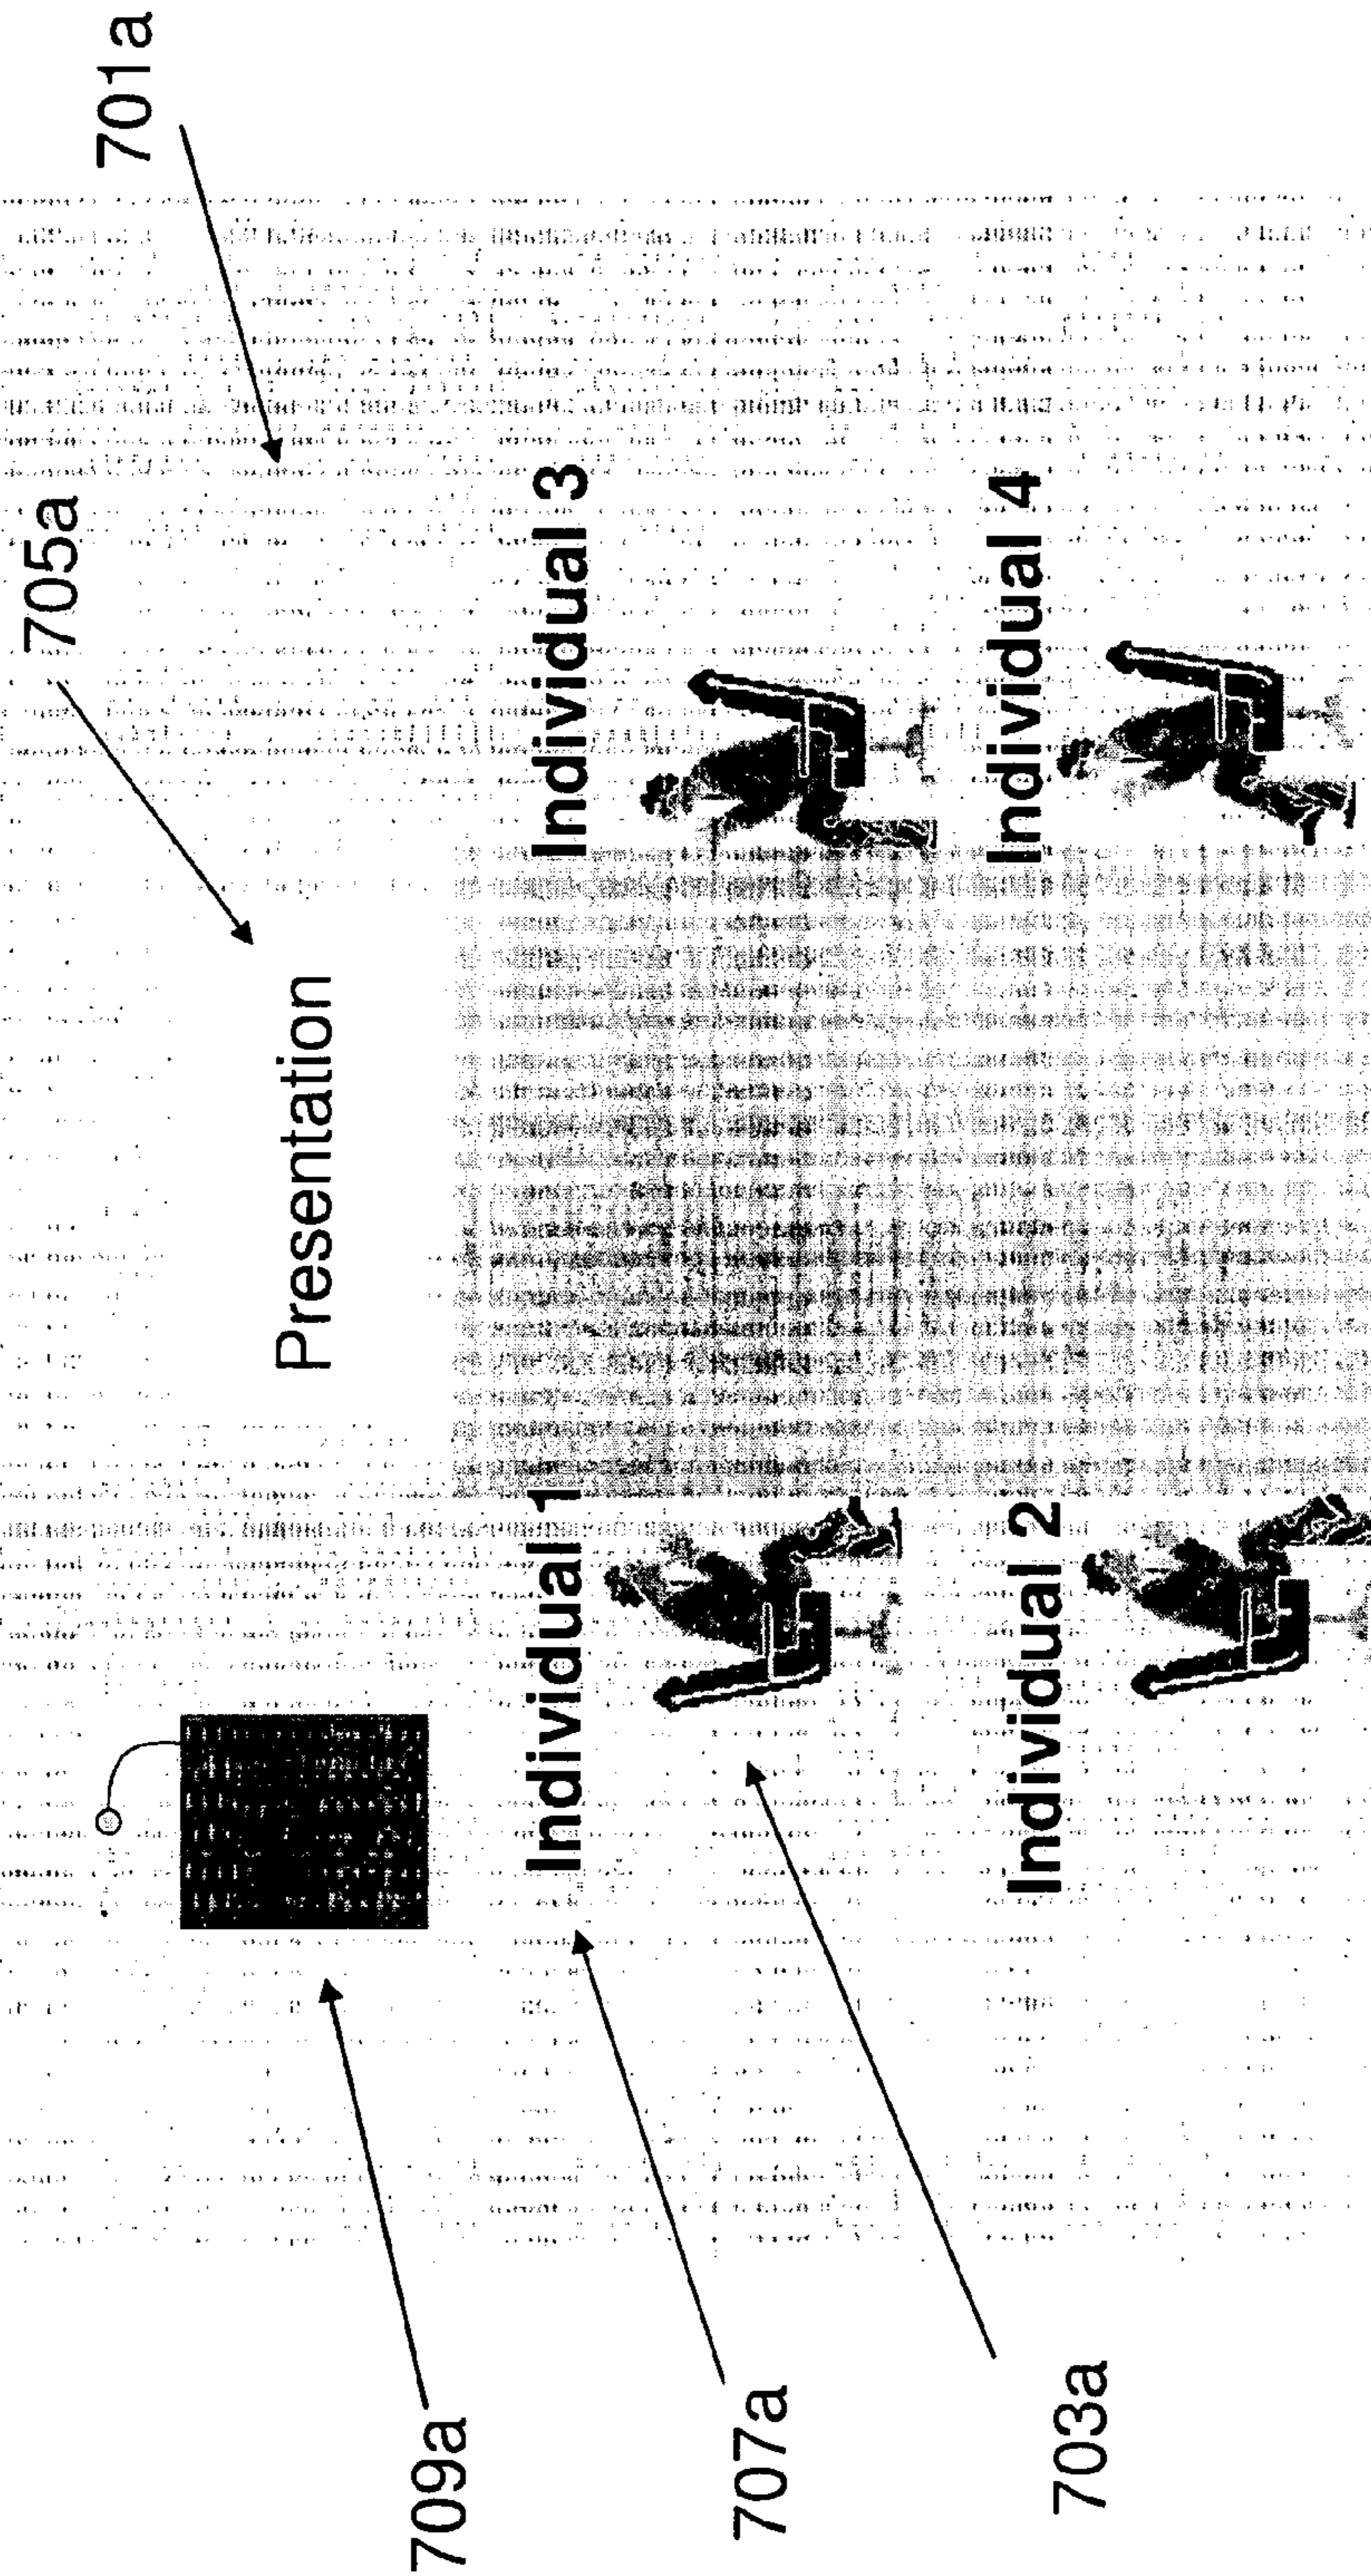 705a
701a
Presentation
709a
Individual 1
Individual 3
707a
703a
Individual 2
Individual 4